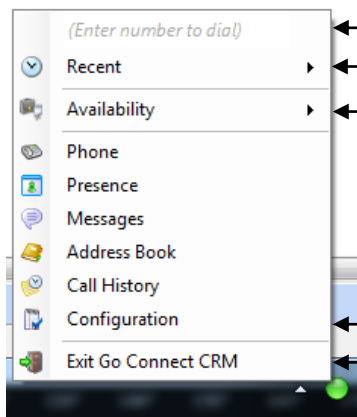 (Enter number to dial)
Recent
Availability
Phone
Presence
Messages
Address Book
Call History
Configuration
Exit Go Connect CRM